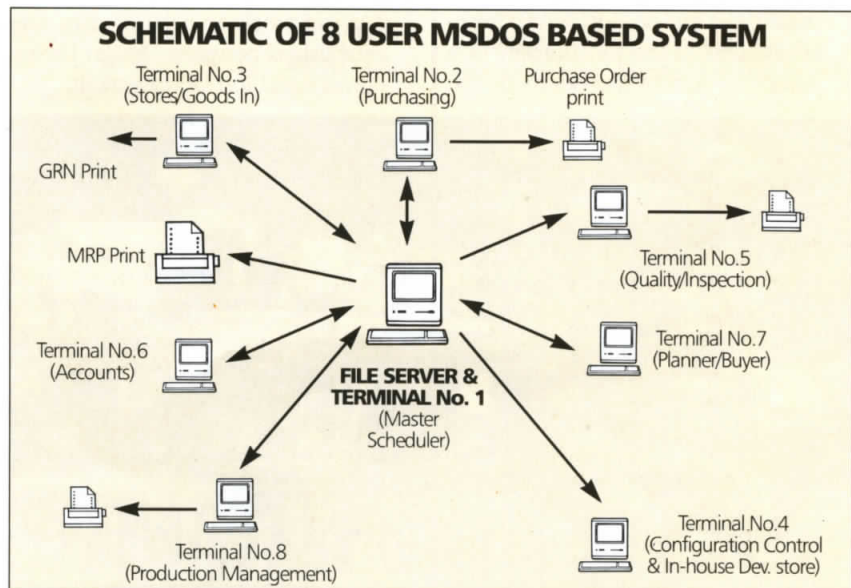 SCHEMATIC OF 8 USER MSDOS BASED SYSTEM
Terminal No.3
(Stores/Goods In)
Terminal No.2
(Purchasing)
Purchase Order
print
GRN Print
MRP Print
Terminal No.5
(Quality/Inspection)
Terminal No.6
(Accounts)
FILE SERVER &
TERMINAL No. 1
(Master
Scheduler)
Terminal No.7
(Planner/Buyer)
Terminal No.8
(Production Management)
Terminal.No.4
(Configuration Control
& In-house Dev. store)